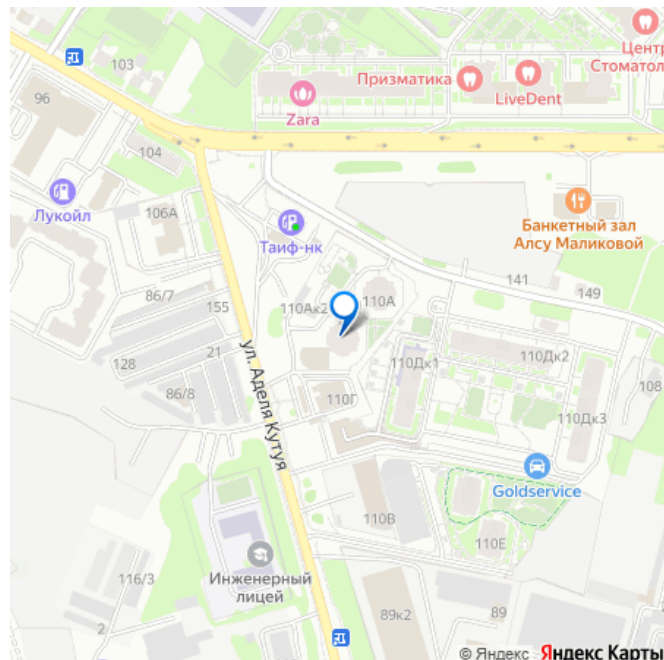 Центр
Стоматол
103
Призматика
LiveDent
Zara
96
104
Лукойл
106А
Таиф-нк
Банкетный зал
Алсу Маликовой
141
149
86/7
155
110Ак2
110А
128
21
110Дк1
110Дк2
86/8
ул. Аделя Кутуя
110Г
110Дк3
108
Goldservice
110В
110Е
Инженерный
лицей
116/3
2
89к2
89
© Яндекс Яндекс Карты